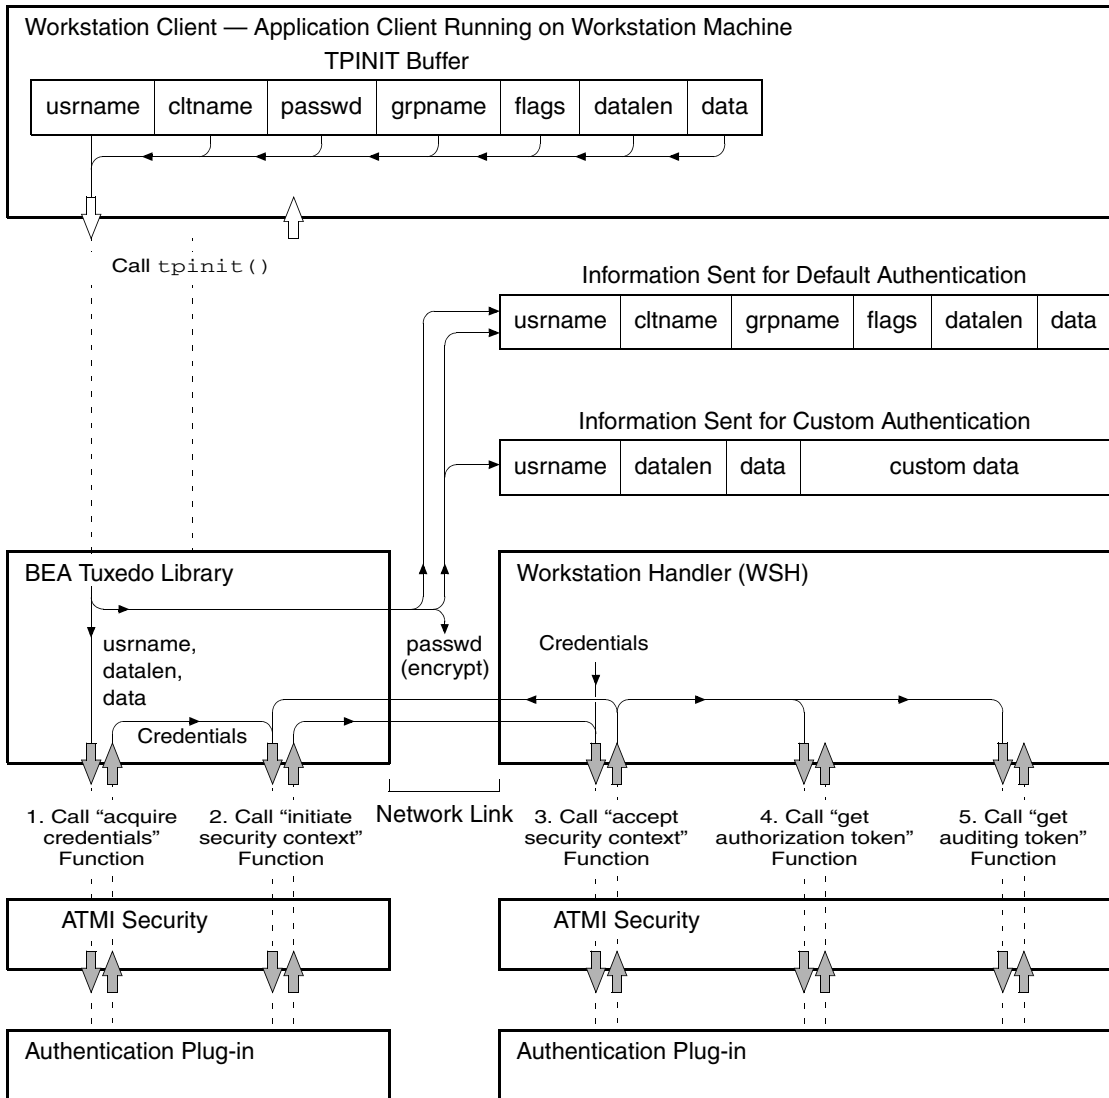 Workstation Client — Application Client Running on Workstation Machine
TPINIT Buffer
usrname cltname passwd grpname flags datalen data
Call tpinit()
Information Sent for Default Authentication
usrname cltname grpname flags datalen data
Information Sent for Custom Authentication
usrname datalen data custom data
BEA Tuxedo Library
usrname,
datalen,
data
Credentials
passwd
(encrypt)
Workstation Handler (WSH)
Credentials
Network Link
1. Call “acquire
credentials”
Function
2. Call “initiate
security context”
Function
3. Call “accept
security context”
Function
4. Call “get
authorization token”
Function
5. Call “get
auditing token”
Function
ATMI Security
ATMI Security
Authentication Plug-in
Authentication Plug-in